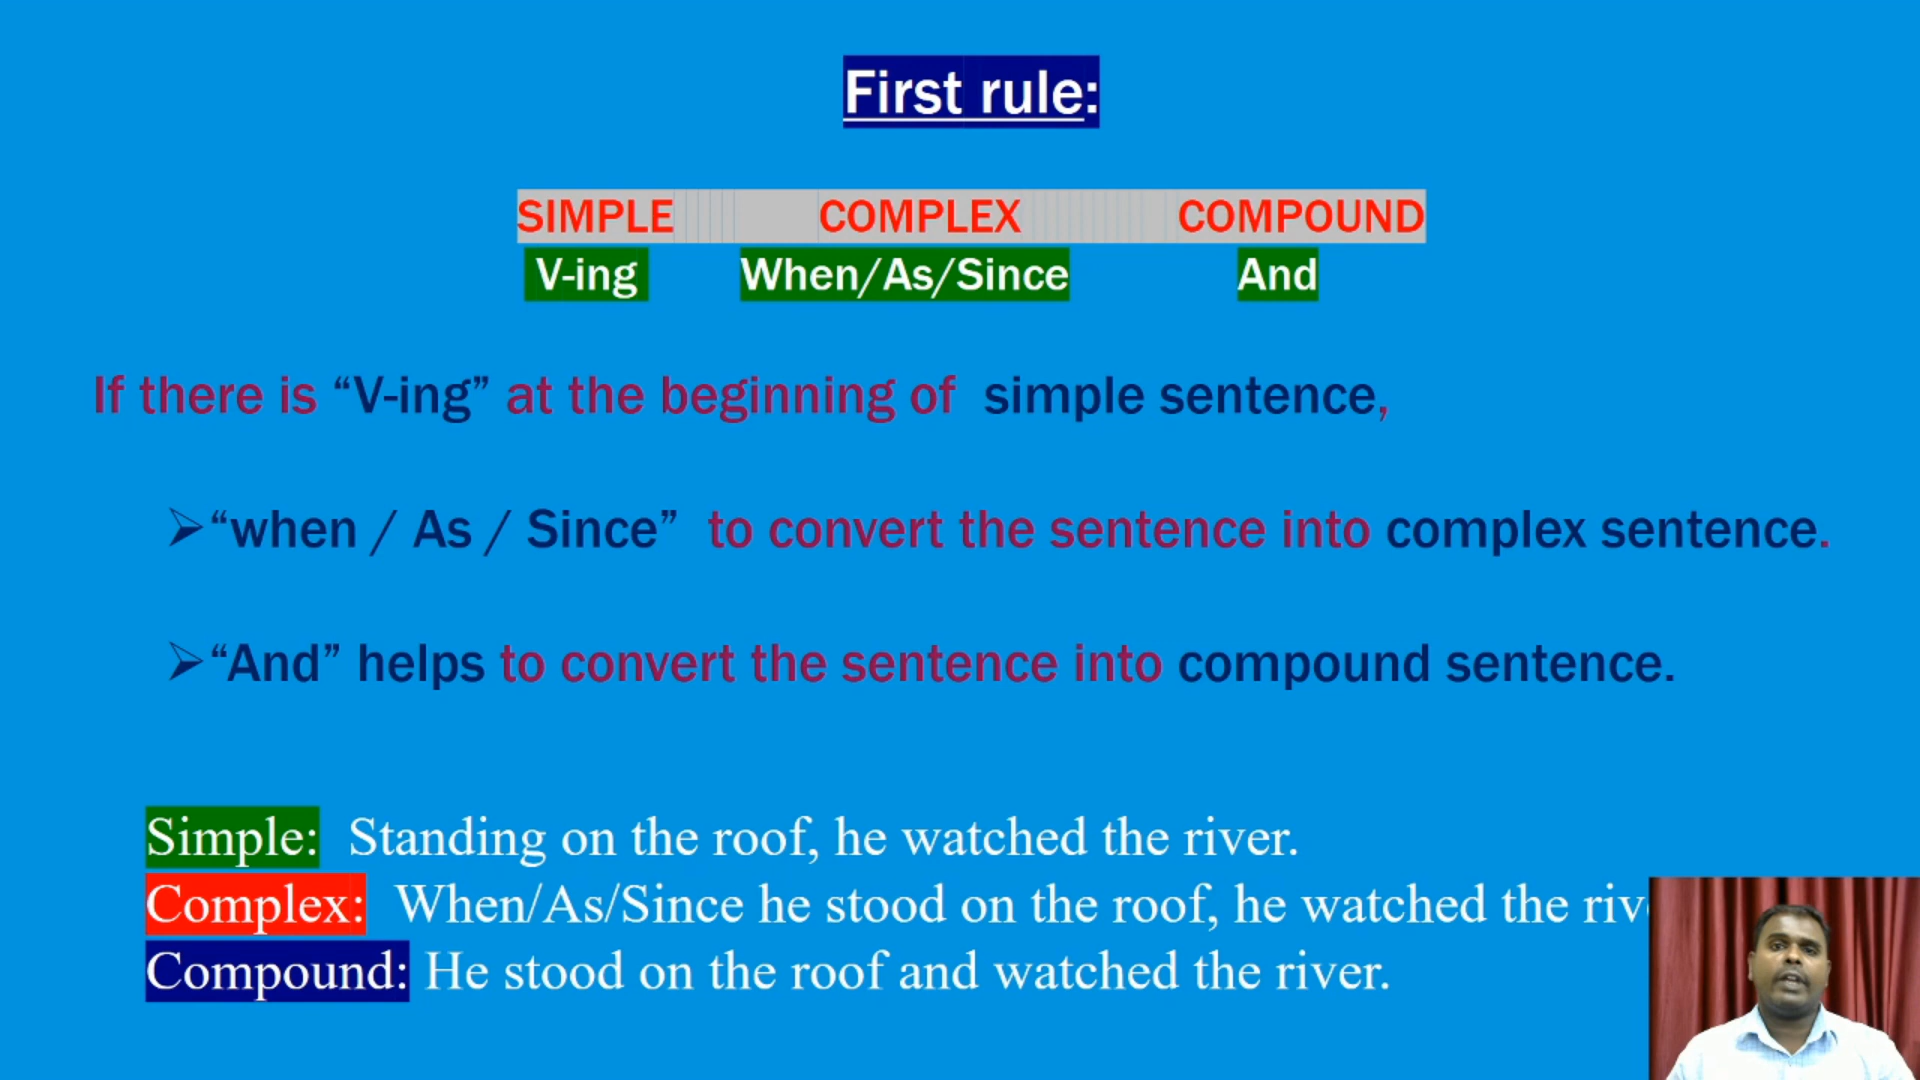 First rule:
SIMPLE COMPLEX COMPOUND
V-ing When/As/Since And
If there is “V-ing” at the beginning of simple sentence,
➢“when / As / Since” to convert the sentence into complex sentence.
➢“And” helps to convert the sentence into compound sentence.
Simple: Standing on the roof, he watched the river.
Complex: When/As/Since he stood on the roof, he watched the
Compound: He stood on the roof and watched the river.